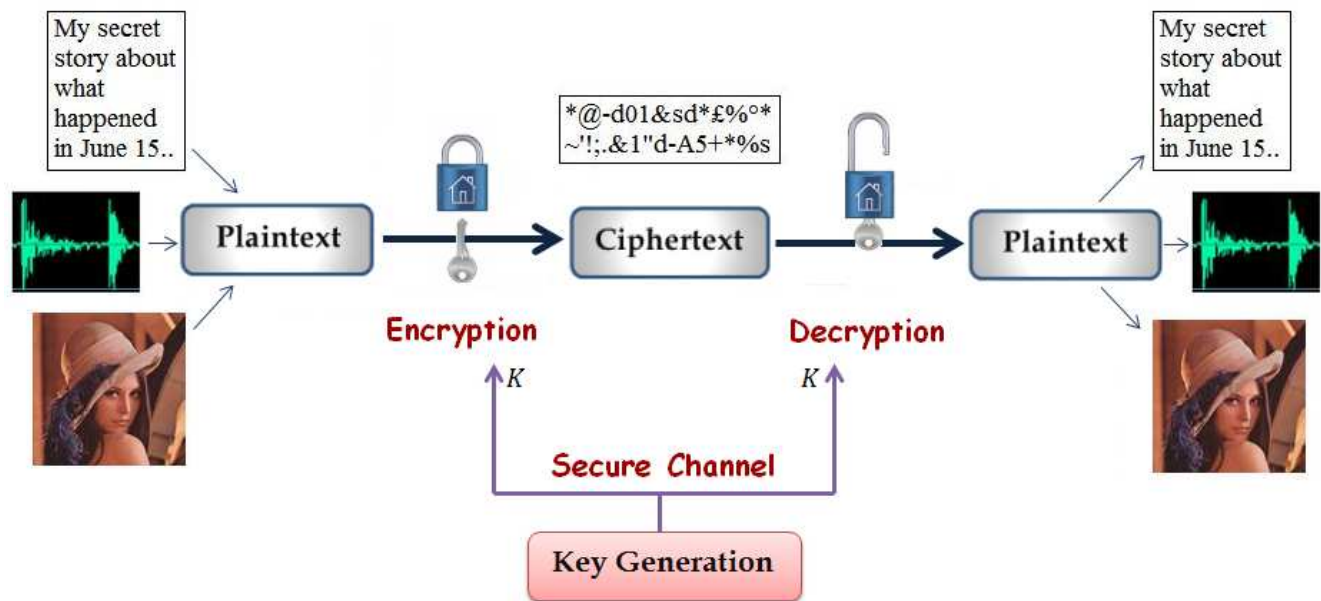 My secret
story about
what
happened
in June 15..
My secret
story about
what
happened
in June 15..
*@-d01&sd*£%°*
~'!;.&1"d-A5+*%s
Plaintext
Ciphertext
Plaintext
Encryption
Decryption
K
K
Secure Channel
Key Generation